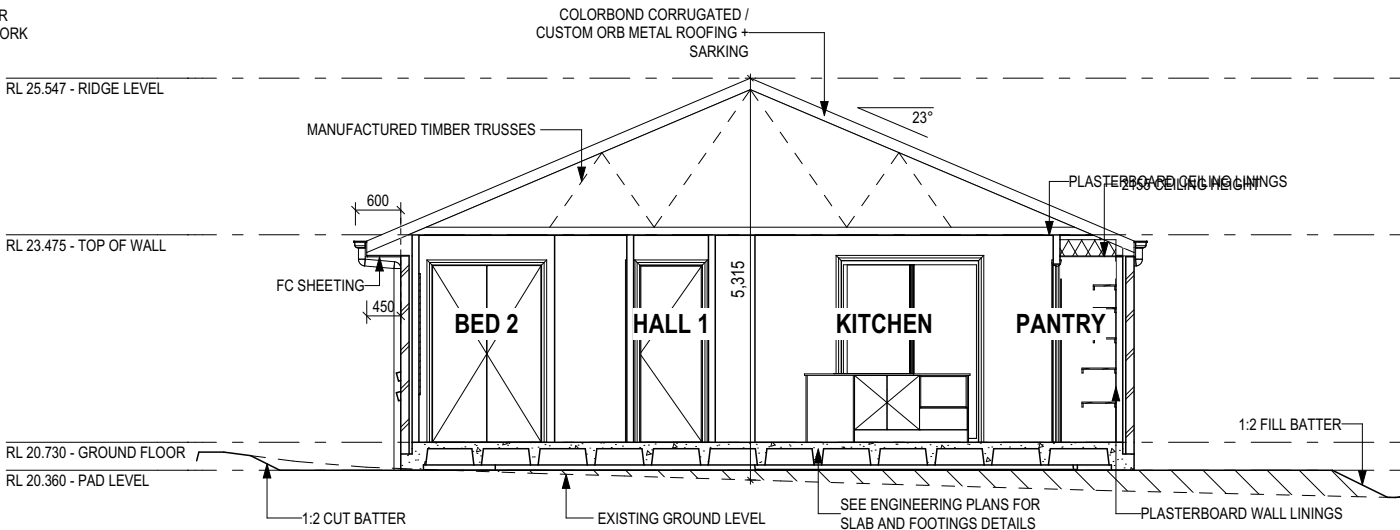 R
ORK
COLORBOND CORRUGATED /
CUSTOM ORB METAL ROOFING +
SARKING
RL 25.547 - RIDGE LEVEL
23°
MANUFACTURED TIMBER TRUSSES
PLASTERBOARD CEILING LININGS
CEILING HEIGHT
600
RL 23.475 - TOP OF WALL
FC SHEETING
5,315
450
BED 2
HALL 1
KITCHEN
PANTRY
1:2 FILL BATTER
RL 20.730 - GROUND FLOOR
RL 20.360 - PAD LEVEL
1:2 CUT BATTER
EXISTING GROUND LEVEL
SEE ENGINEERING PLANS FOR
SLAB AND FOOTINGS DETAILS
PLASTERBOARD WALL LININGS